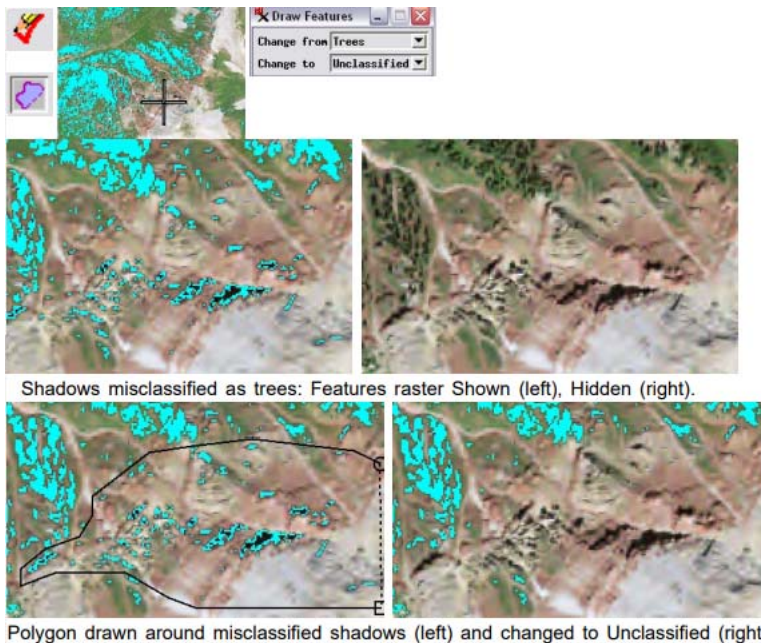 Draw Features
Change from Trees
Change to Unclassified
Shadows misclassified as trees: Features raster Shown (left), Hidden (right).
Polygon drawn around misclassified shadows (left) and changed to Unclassified (right